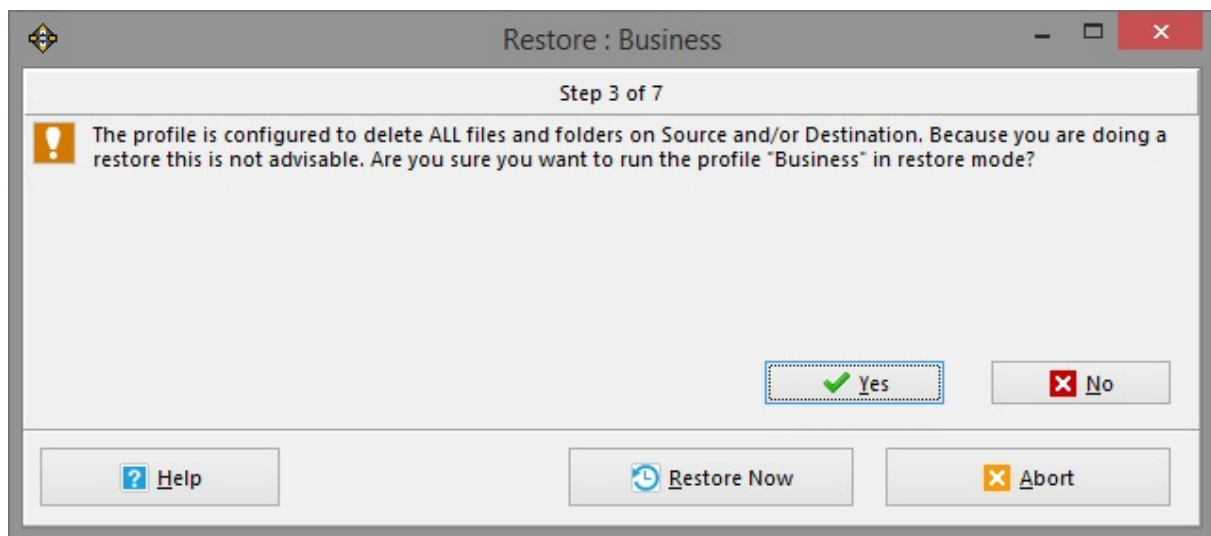 Restore : Business
Step 3 of 7
The profile is configured to delete ALL files and folders on Source and/or Destination. Because you are doing a
restore this is not advisable. Are you sure you want to run the profile "Business" in restore mode?
Yes
No
Help
Restore Now
Abort